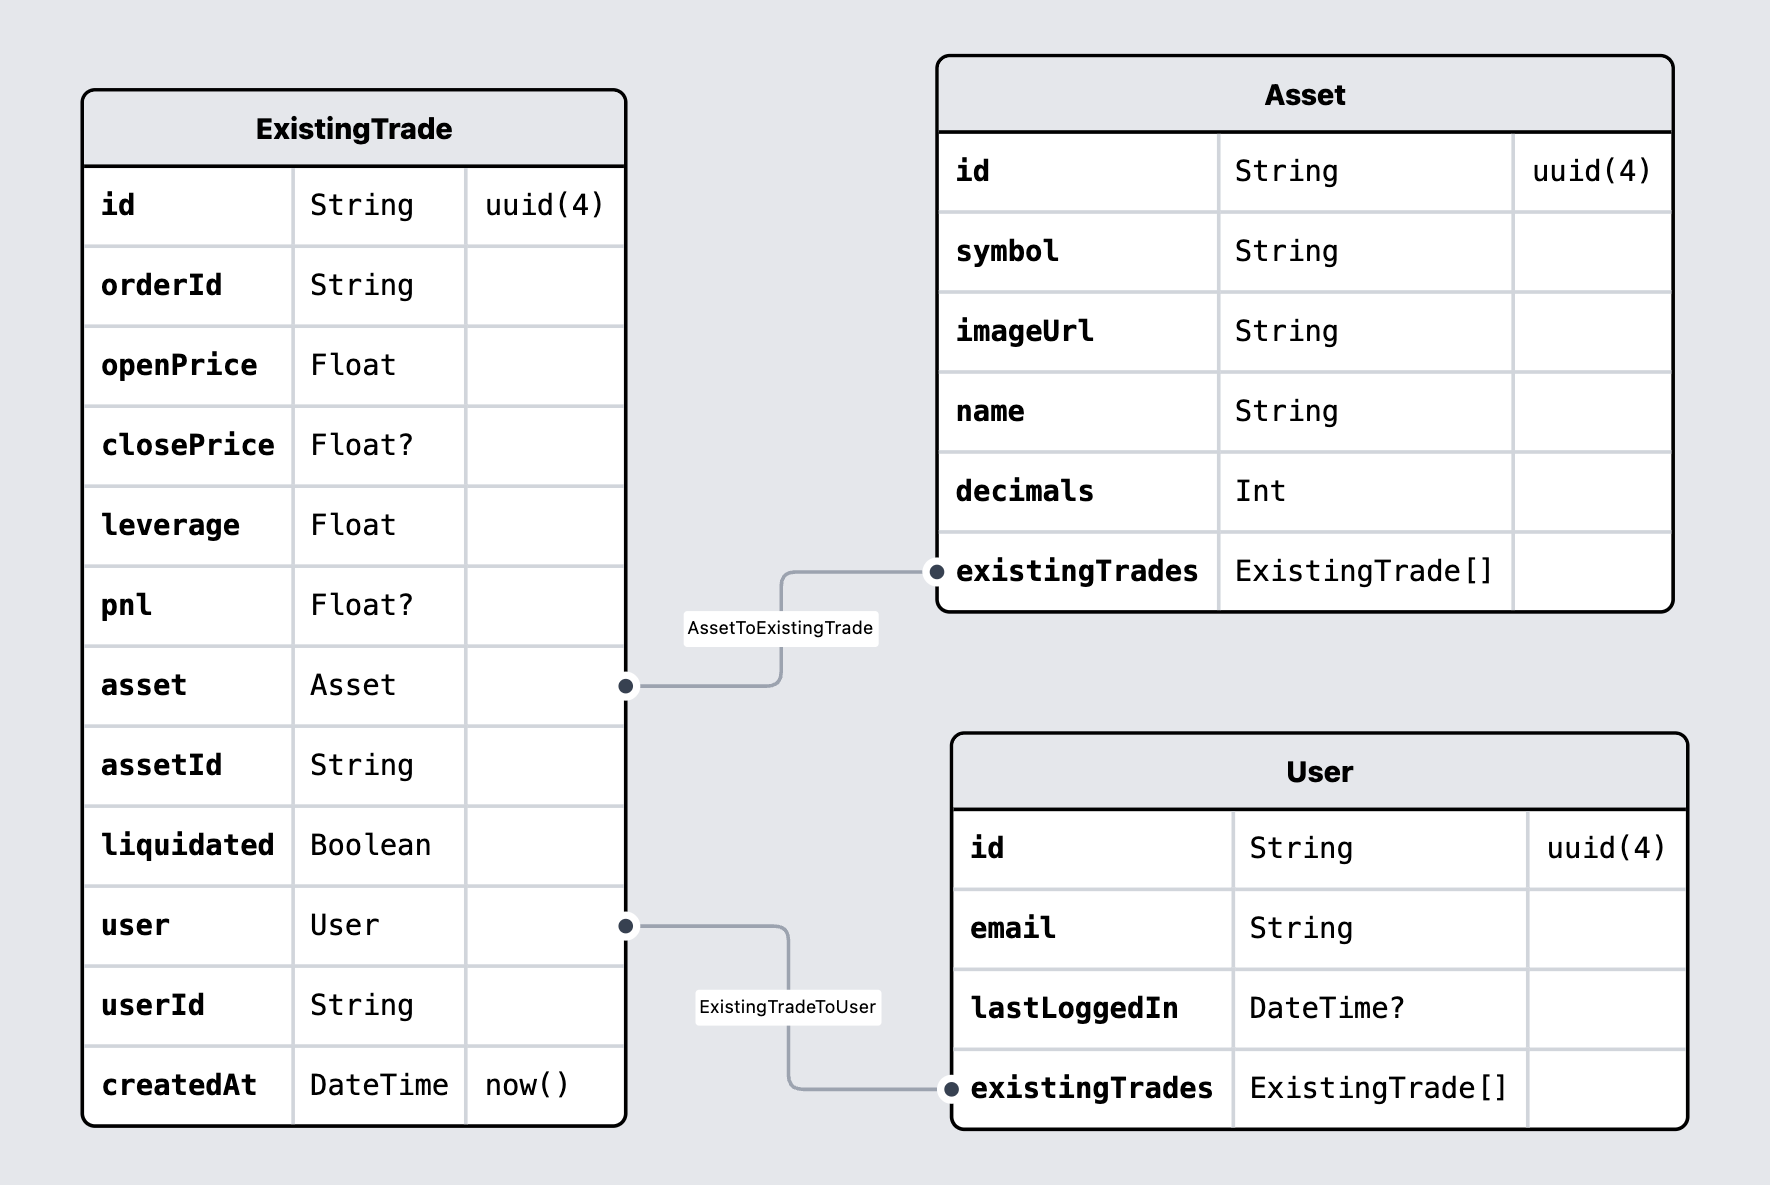 ExistingTrade
id String uuid(4)
orderId String
openPrice Float
closePrice Float?
leverage Float
pnl Float?
asset Asset
assetId String
liquidated Boolean
user User
userId String
createdAt DateTime now()
AssetToExistingTrade
ExistingTradeToUser
Asset
id String uuid(4)
symbol String
imageUrl String
name String
decimals Int
existingTrades ExistingTrade[]
User
id String uuid(4)
email String
lastLoggedIn DateTime?
existingTrades ExistingTrade[]